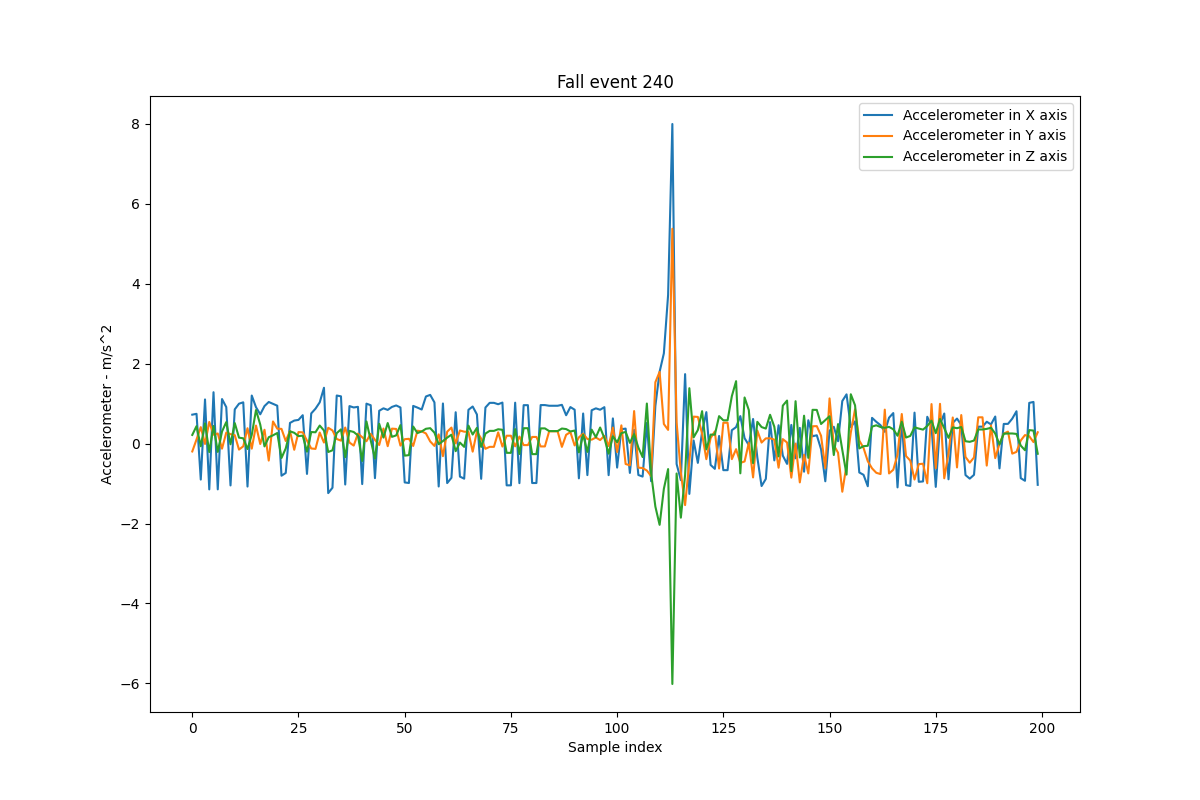 Fall event 240
Accelerometer in X axis
Accelerometer in Y axis
Accelerometer in Z axis
Accelerometer - m/s^2
8
6
4
2
0
−2
−4
−6
0 25 50 75 100 125 150 175 200
Sample index